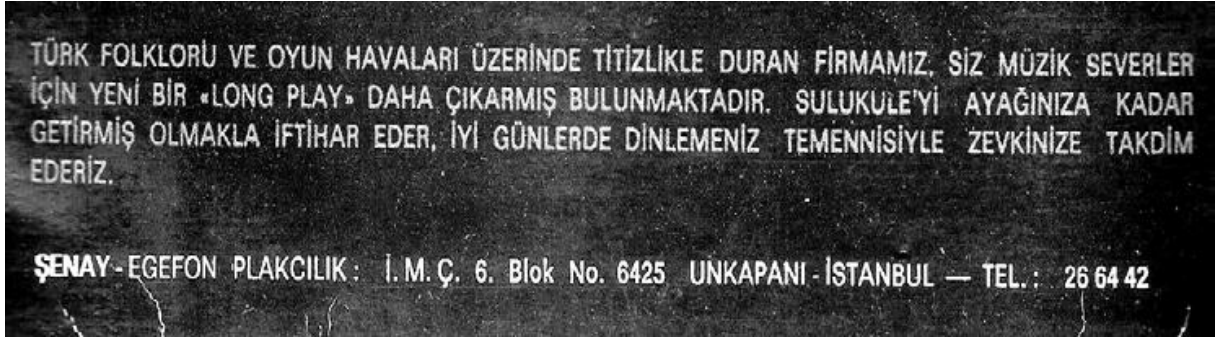 TÜRK FOLKLORÜ VE OYUN HAVALARI ÜZERİNDE TİTİZLİKLE DURAN FİRMAMIZ, SİZ MÜZİK SEVERLER
İÇİN YENİ BİR «LONG PLAY» DAHA ÇIKARMIŞ BULUNMAKTADIR. SULUKULE'Yİ AYAĞINIZA KADAR
GETİRMİŞ OLMAKLA İFTİHAR EDER, İYİ GÜNLERDE DİNLEMENİZ TEMENNİSİYLE ZEVKİNİZE TAKDİM
EDERİZ.
ŞENAY-EGEFON PLAKCILIK: İ.M.Ç. 6. Blok No. 6425 UNKAPANI-İSTANBUL — TEL.: 26 64 42